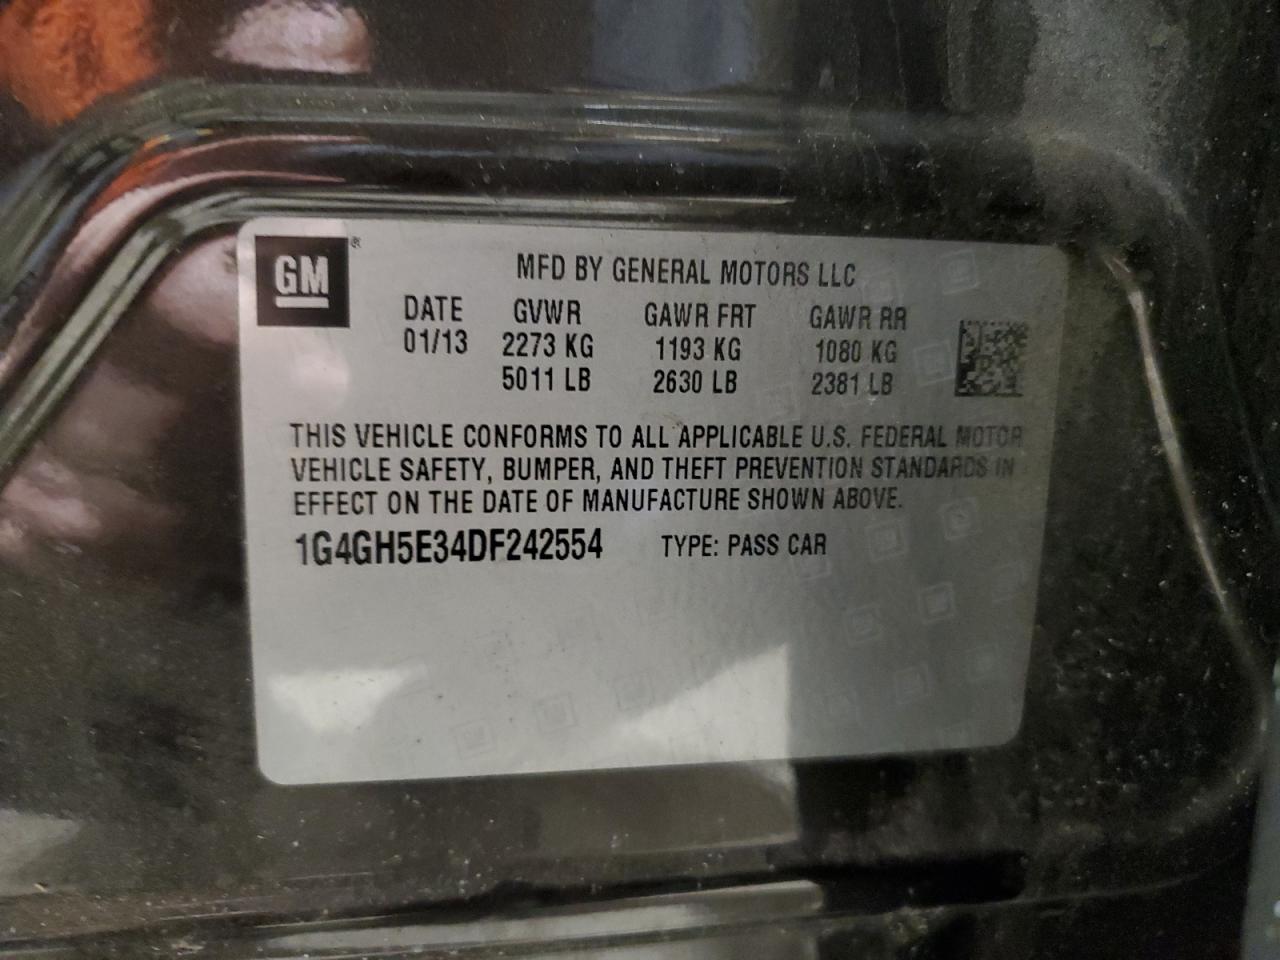 GM ®
MFD BY GENERAL MOTORS LLC
DATE GVWR GAWR FRT GAWR RR
01/13 2273 KG 1193 KG 1080 KG
5011 LB 2630 LB 2381 LB
THIS VEHICLE CONFORMS TO ALL APPLICABLE U.S. FEDERAL MOTOR
VEHICLE SAFETY, BUMPER, AND THEFT PREVENTION STANDARDS IN
EFFECT ON THE DATE OF MANUFACTURE SHOWN ABOVE.
1G4GH5E34DF242554 TYPE: PASS CAR